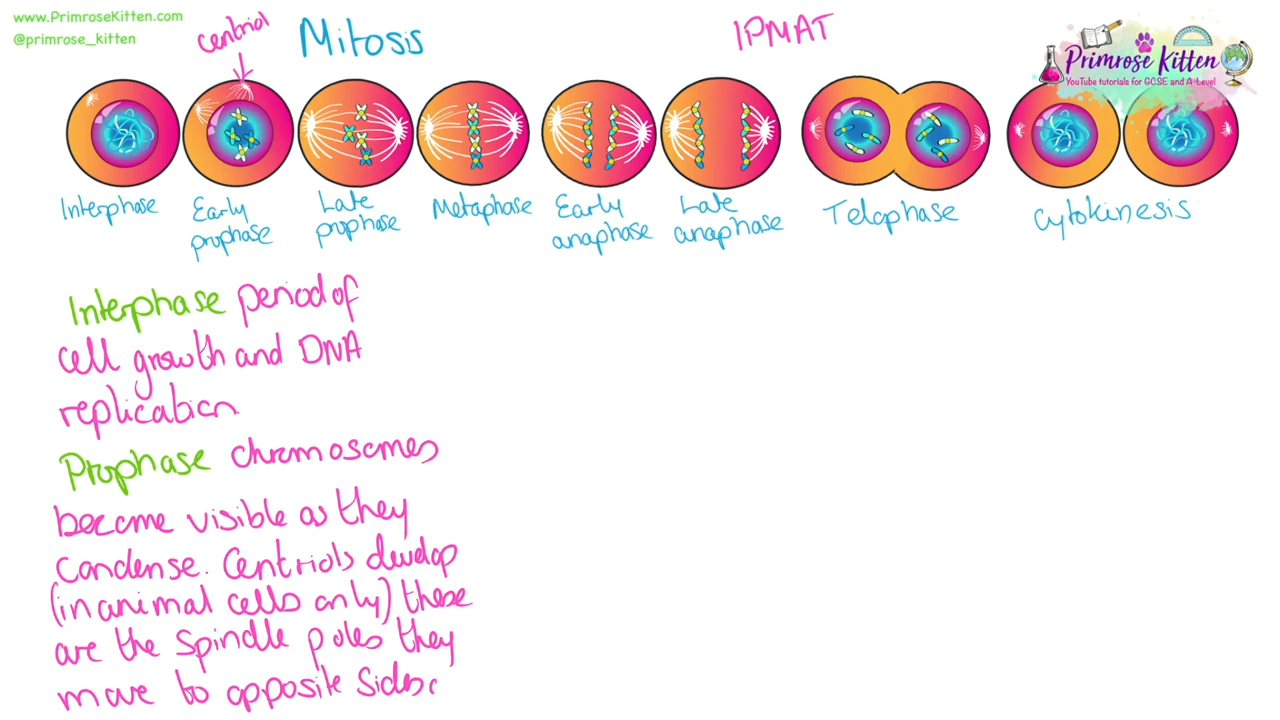 www.PrimroseKitten.com
@primrose_kitten
Centriol
Mitosis
IPMAT
Primrose Kitten
YouTube tutorials for GCSE and A-Level
Interphase
Early
prophase
Late
prophase
Metaphase
Early
anaphase
Late
anaphase
Telophase
Cytokinesis
Interphase period of
cell growth and DNA
replication
Prophase chromosomes
become visible as they
condense. Centriols develop
(in animal cells only) these
are the spindle poles they
move to opposite sides